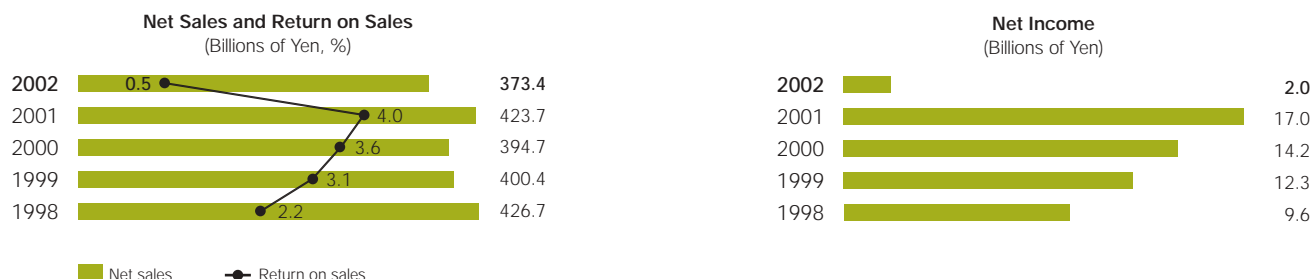 Net Sales and Return on Sales
(Billions of Yen, %)
2002 0.5 373.4
2001 4.0 423.7
2000 3.6 394.7
1999 3.1 400.4
1998 2.2 426.7
Net sales Return on sales
Net Income
(Billions of Yen)
2002 2.0
2001 17.0
2000 14.2
1999 12.3
1998 9.6